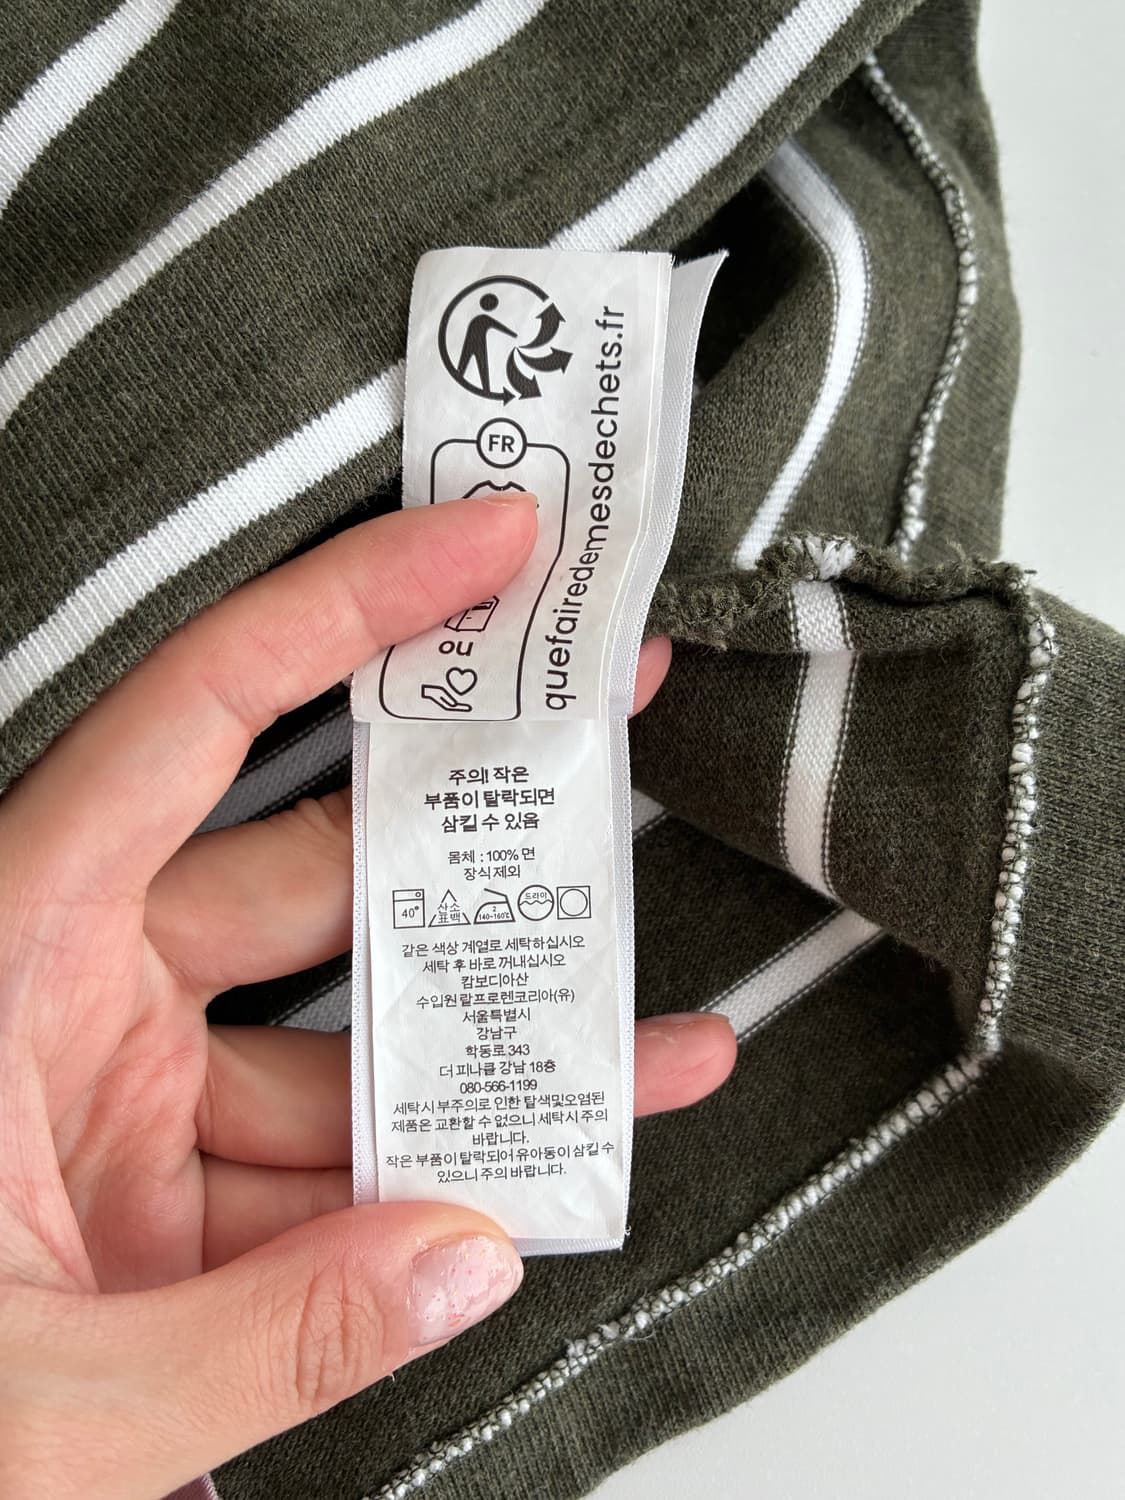 FR
ou
quefairedemesdechets.fr
주의! 작은
부품이 탈락되면
삼킬 수 있음
몸체 : 100% 면
장식 제외
40°
산소
표백
2
140~160℃
드라이
같은 색상 계열로 세탁하십시오
세탁 후 바로 꺼내십시오
캄보디아산
수입원 랄프로렌코리아(유)
서울특별시
강남구
학동로 343
더 피나클 강남 18층
080-566-1199
세탁시 부주의로 인한 탈색및오염된
제품은 교환할 수 없으니 세탁시 주의
바랍니다.
작은 부품이 탈락되어 유아동이 삼킬 수
있으니 주의 바랍니다.